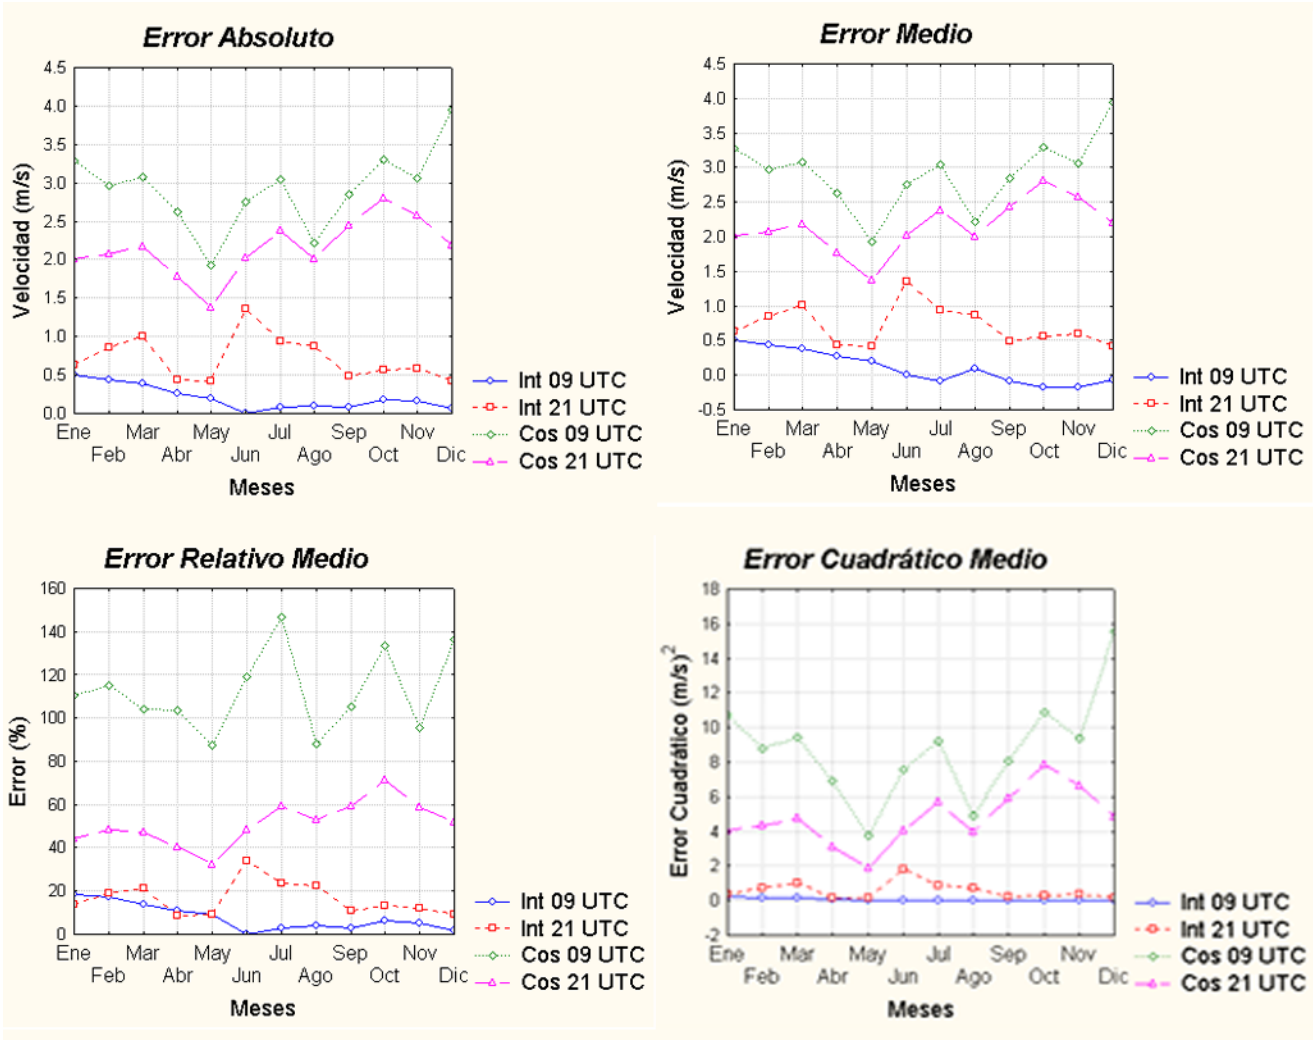 Error Absoluto
4.5
4.0
3.5
3.0
2.5
2.0
1.5
1.0
0.5
0.0
Velocidad (m/s)
Ene Mar May Jul Sep Nov
Feb Abr Jun Ago Oct Dic
Meses
Int 09 UTC
Int 21 UTC
Cos 09 UTC
Cos 21 UTC
Error Medio
4.5
4.0
3.5
3.0
2.5
2.0
1.5
1.0
0.5
0.0
-0.5
Velocidad (m/s)
Ene Mar May Jul Sep Nov
Feb Abr Jun Ago Oct Dic
Meses
Int 09 UTC
Int 21 UTC
Cos 09 UTC
Cos 21 UTC
Error Relativo Medio
160
140
120
100
80
60
40
20
0
Error (%)
Ene Mar May Jul Sep Nov
Feb Abr Jun Ago Oct Dic
Meses
Int 09 UTC
Int 21 UTC
Cos 09 UTC
Cos 21 UTC
Error Cuadrático Medio
18
16
14
12
10
8
6
4
2
0
-2
Error Cuadrático (m/s)²
Ene Mar May Jul Sep Nov
Feb Abr Jun Ago Oct Dic
Meses
Int 09 UTC
Int 21 UTC
Cos 09 UTC
Cos 21 UTC